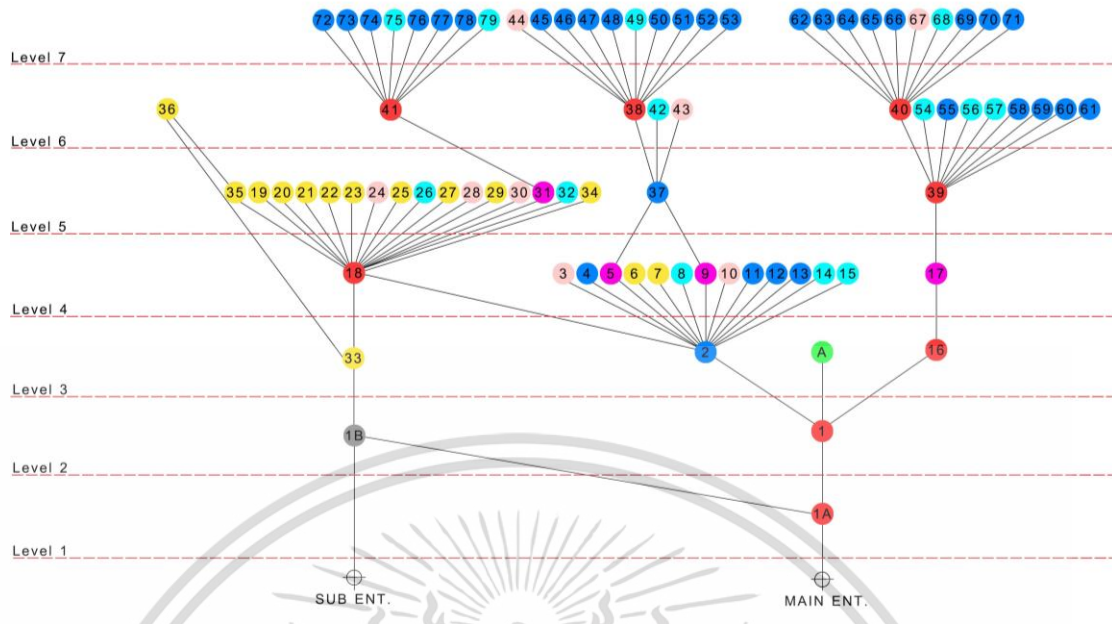 72 73 74 75 76 77 78 79 44 45 46 47 48 49 50 51 52 53 62 63 64 65 66 67 68 69 70 71
Level 7
36 41 38 42 43 40 54 55 56 57 58 59 60 61
Level 6
35 19 20 21 22 23 24 25 26 27 28 29 30 31 32 34 37 39
Level 5
18 3 4 5 6 7 8 9 10 11 12 13 14 15 17
Level 4
33 2 A 16
Level 3
1B 1
Level 2
1A
Level 1
SUB ENT. MAIN ENT.